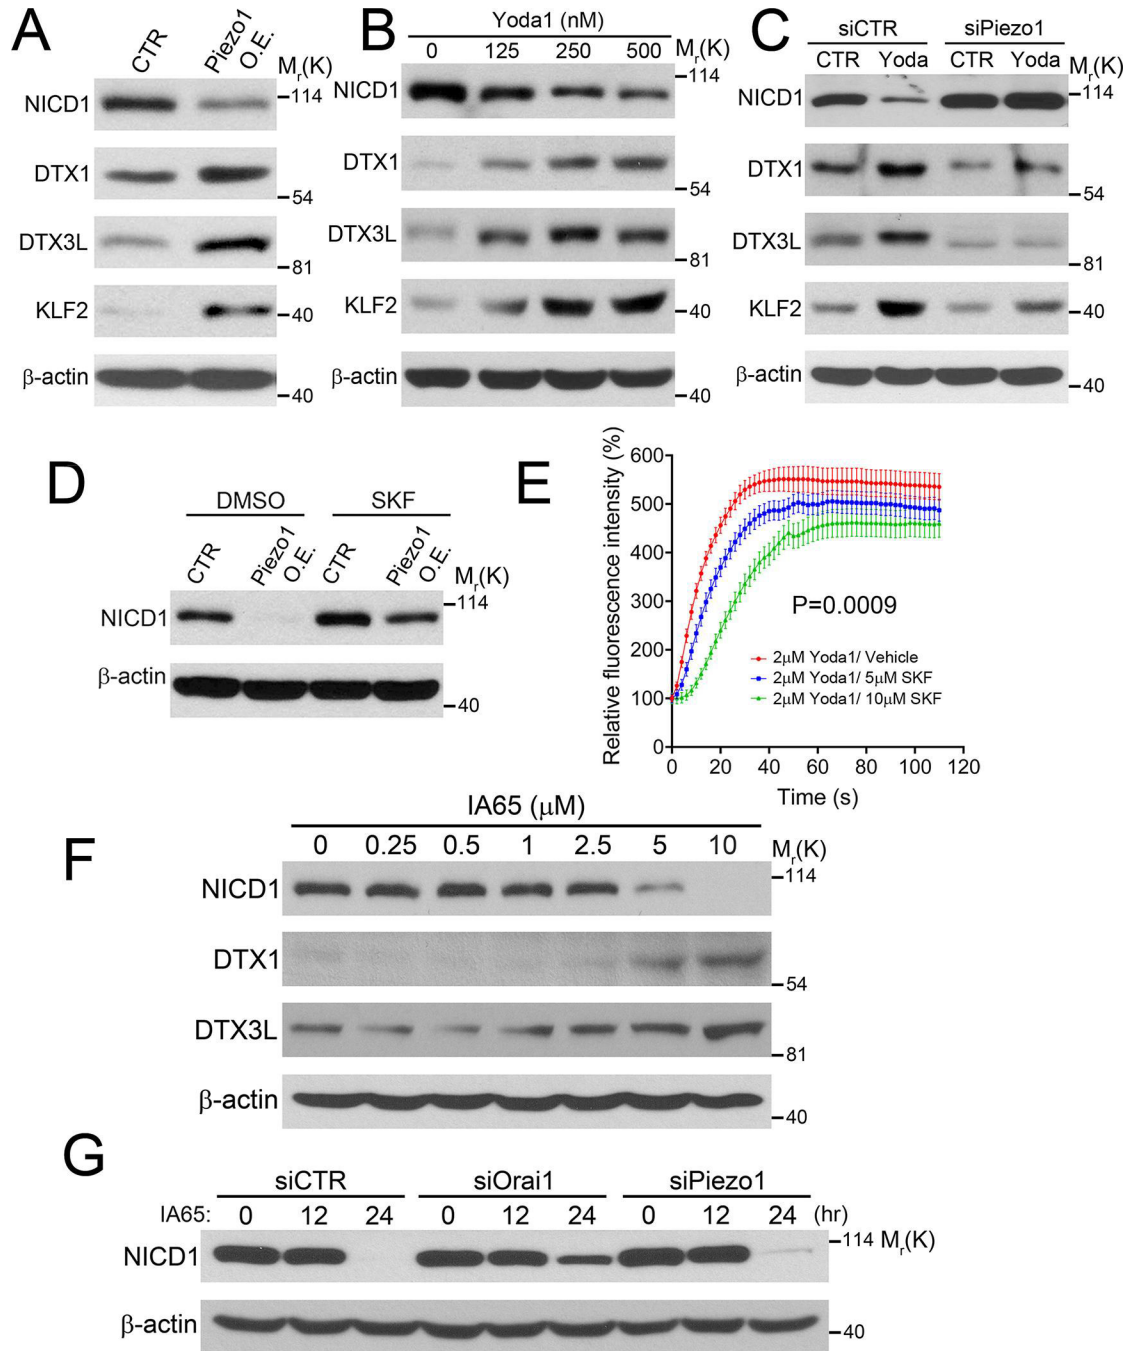 A
CTR
Piezo1 O.E.
Mr(K)
NICD1
114
DTX1
54
DTX3L
81
KLF2
40
β-actin
40
B
Yoda1 (nM)
0 125 250 500
Mr(K)
114
NICD1
DTX1
54
DTX3L
81
KLF2
40
β-actin
40
C
siCTR siPiezo1
CTR Yoda CTR Yoda
Mr(K)
NICD1
114
DTX1
54
DTX3L
81
KLF2
40
β-actin
40
D
DMSO SKF
CTR
Piezo1 O.E.
CTR
Piezo1 O.E.
Mr(K)
114
NICD1
β-actin
40
E
Relative fluorescence intensity (%)
600
500
400
300
200
100
0
P=0.0009
2μM Yoda1/ Vehicle
2μM Yoda1/ 5μM SKF
2μM Yoda1/ 10μM SKF
0 20 40 60 80 100 120
Time (s)
F
IA65 (μM)
0 0.25 0.5 1 2.5 5 10
Mr(K)
114
NICD1
DTX1
54
DTX3L
81
β-actin
40
G
siCTR siOrai1 siPiezo1
IA65: 0 12 24 0 12 24 0 12 24 (hr)
NICD1
114 Mr(K)
β-actin
40